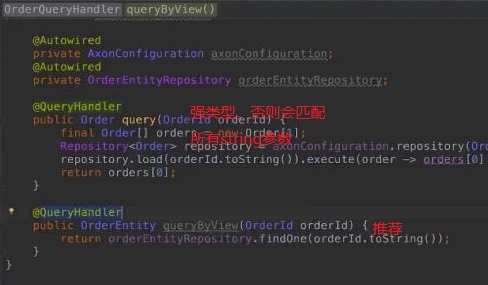 OrderQueryHandler queryByView()
@Autowired
private AxonConfiguration axonConfiguration;
@Autowired
private OrderEntityRepository orderEntityRepository;
@QueryHandler
public Order query(OrderId orderId) {
强类型，否则会匹配
final Order[] orders = new Order[1];
所有string参数
Repository<Order> repository = axonConfiguration.repository(Ord
repository.load(orderId.toString()).execute(order -> orders[0]
return orders[0];
}
@QueryHandler
public OrderEntity queryByView(OrderId orderId) { 推荐
return orderEntityRepository.findOne(orderId.toString());
}
}